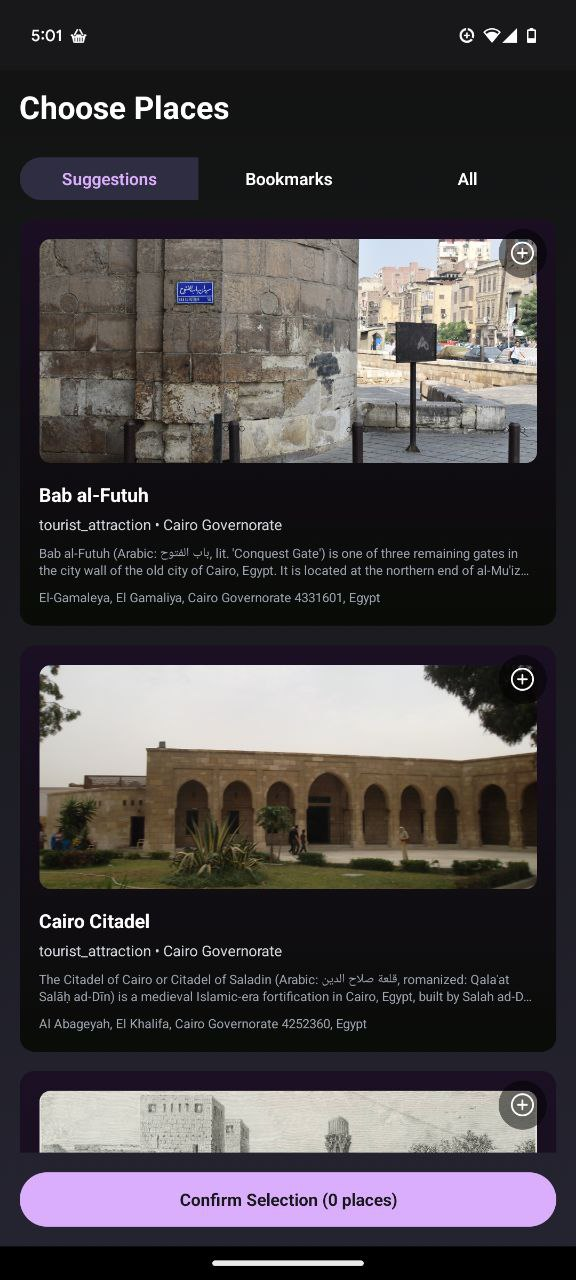 5:01
Choose Places
Suggestions
Bookmarks
All
Bab al-Futuh
tourist_attraction • Cairo Governorate
Bab al-Futuh (Arabic: باب الفتوح, lit. 'Conquest Gate') is one of three remaining gates in
the city wall of the old city of Cairo, Egypt. It is located at the northern end of al-Mu'iz…
El-Gamaleya, El Gamaliya, Cairo Governorate 4331601, Egypt
Cairo Citadel
tourist_attraction • Cairo Governorate
The Citadel of Cairo or Citadel of Saladin (Arabic: قلعة صلاح الدين, romanized: Qala'at
Salāḥ ad-Dīn) is a medieval Islamic-era fortification in Cairo, Egypt, built by Salah ad-D…
Al Abageyah, El Khalifa, Cairo Governorate 4252360, Egypt
Confirm Selection (0 places)